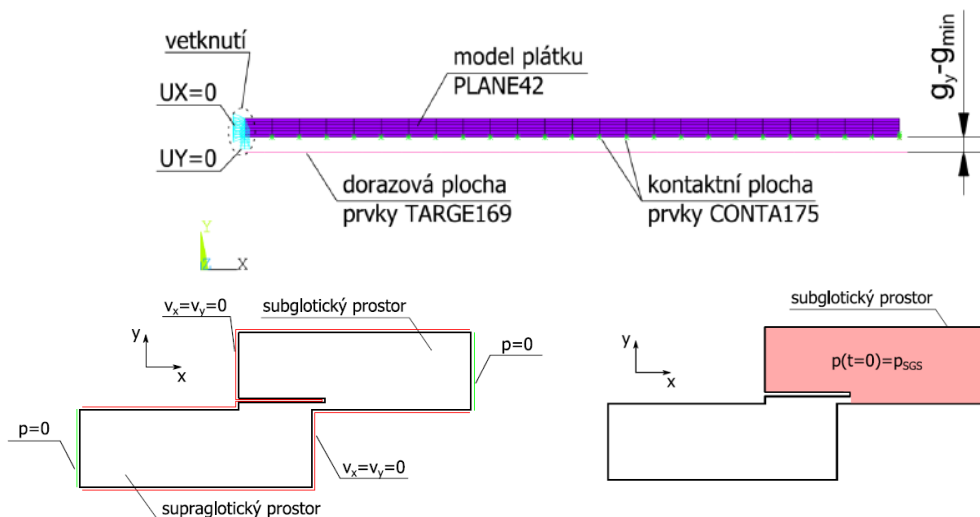 vetknutí
UX=0
UY=0
model plátku
PLANE42
g_y-g_min
dorazová plocha
prvky TARGE169
kontaktní plocha
prvky CONTA175
Y
Z
X
v_x=v_y=0
subglotický prostor
y
x
p=0
p=0
v_x=v_y=0
supraglotický prostor
subglotický prostor
y
x
p(t=0)=p_SGS